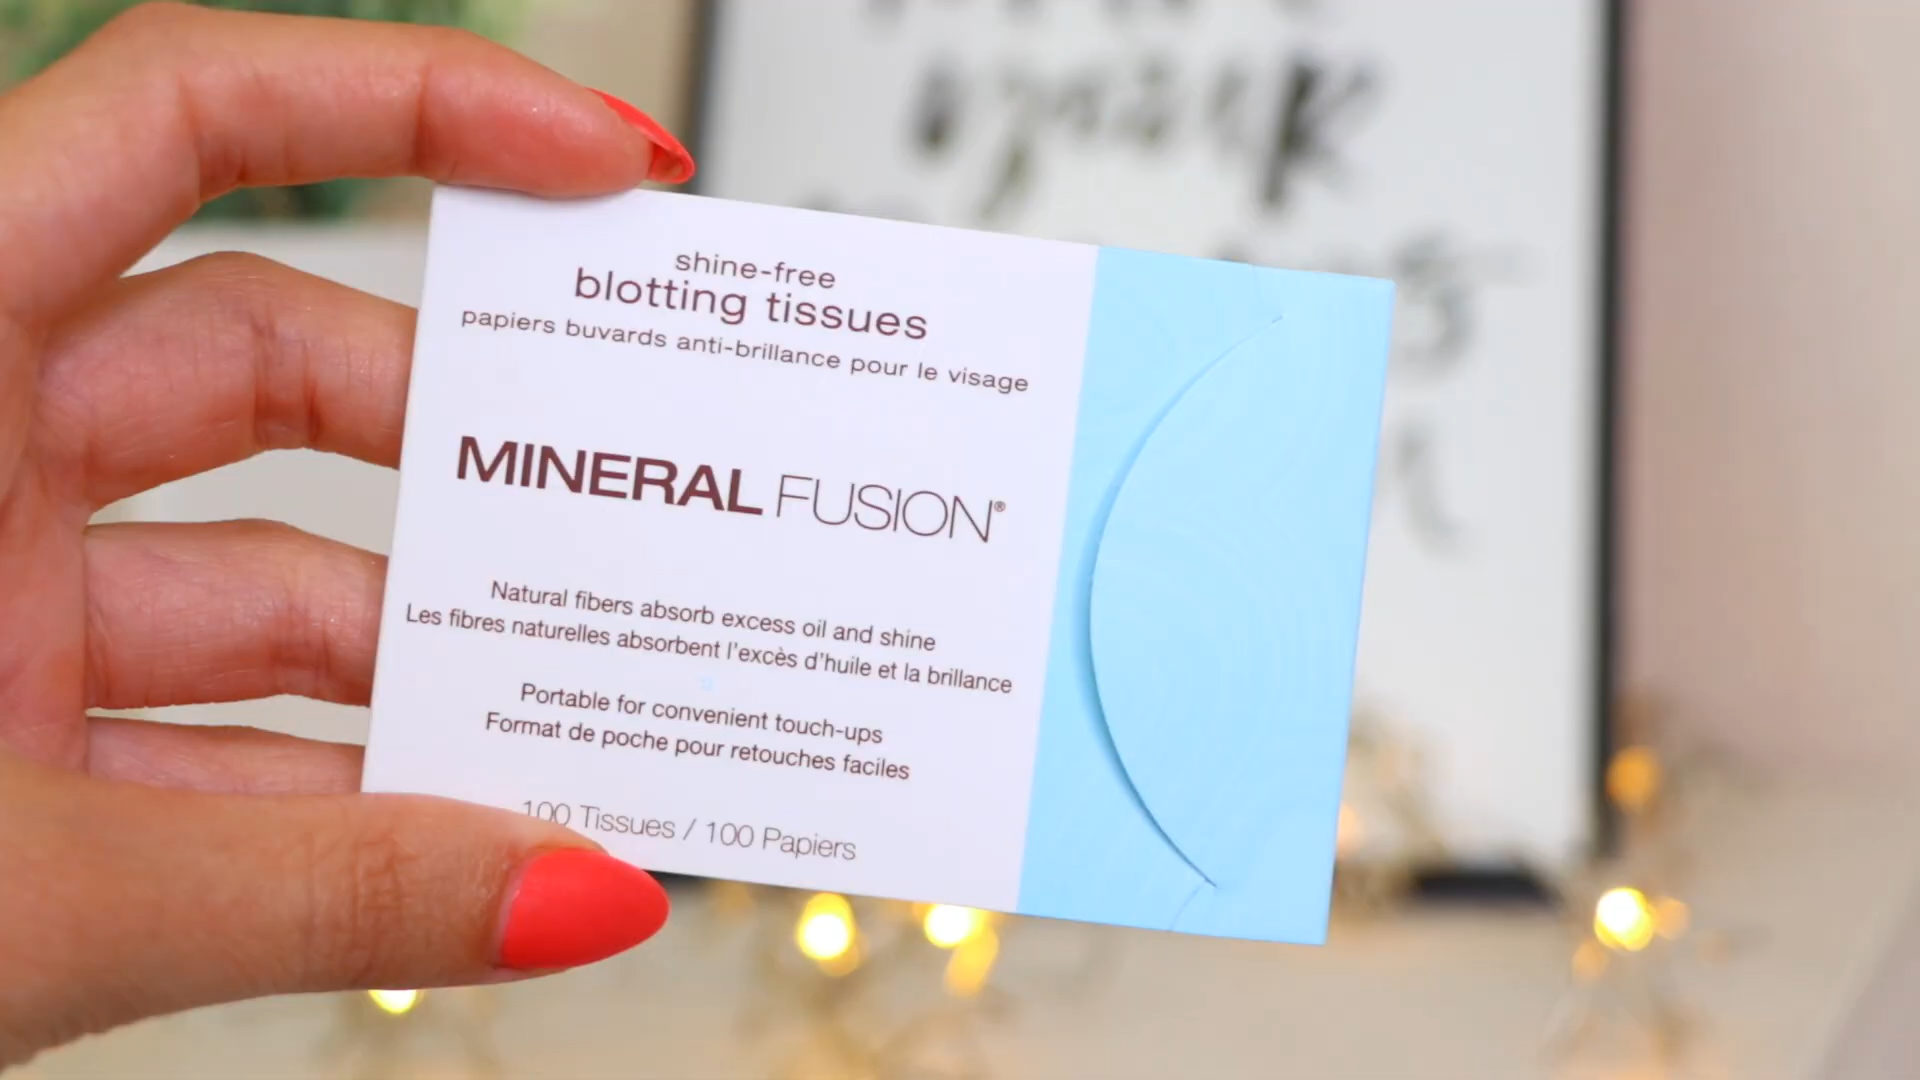 shine-free
blotting tissues
papiers buvards anti-brillance pour le visage
MINERAL FUSION®
Natural fibers absorb excess oil and shine
Les fibres naturelles absorbent l'excès d'huile et la brillance
Portable for convenient touch-ups
Format de poche pour retouches faciles
100 Tissues / 100 Papiers